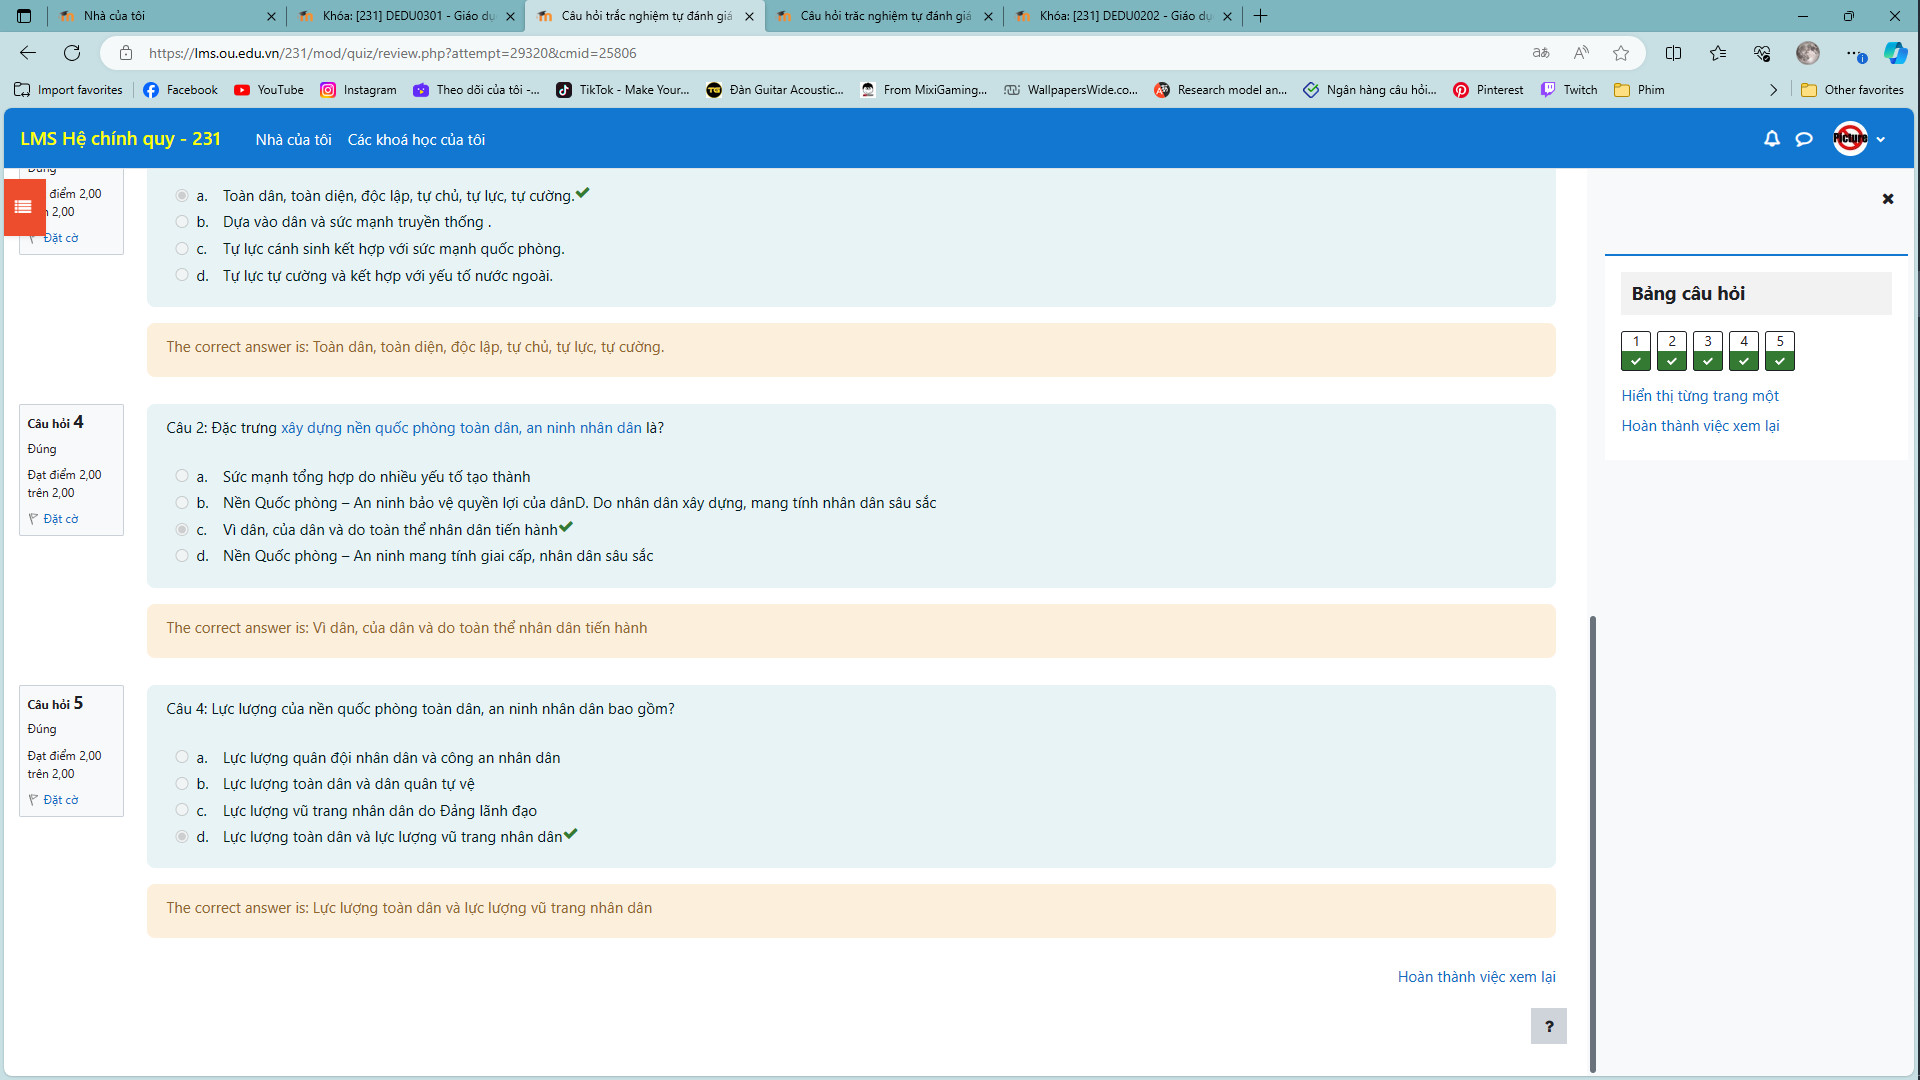 Nhà của tôi
Khóa: [231] DEDU0301 - Giáo dụ
Câu hỏi trắc nghiệm tự đánh giá
Câu hỏi trắc nghiệm tự đánh giá
Khóa: [231] DEDU0202 - Giáo dụ
https://lms.ou.edu.vn/231/mod/quiz/review.php?attempt=29320&cmid=25806
Import favorites
Facebook
YouTube
Instagram
Theo dõi của tôi -...
TikTok - Make Your...
Đàn Guitar Acoustic...
From MixiGaming...
WallpapersWide.co...
Research model an...
Ngân hàng câu hỏi...
Pinterest
Twitch
Phim
Other favorites
LMS Hệ chính quy - 231
Nhà của tôi
Các khoá học của tôi
Picture
Đúng
điểm 2,00
2,00
Đặt cờ
a. Toàn dân, toàn diện, độc lập, tự chủ, tự lực, tự cường.
b. Dựa vào dân và sức mạnh truyền thống .
c. Tự lực cánh sinh kết hợp với sức mạnh quốc phòng.
d. Tự lực tự cường và kết hợp với yếu tố nước ngoài.
The correct answer is: Toàn dân, toàn diện, độc lập, tự chủ, tự lực, tự cường.
Câu hỏi 4
Đúng
Đạt điểm 2,00
trên 2,00
Đặt cờ
Câu 2: Đặc trưng xây dựng nền quốc phòng toàn dân, an ninh nhân dân là?
a. Sức mạnh tổng hợp do nhiều yếu tố tạo thành
b. Nền Quốc phòng – An ninh bảo vệ quyền lợi của dânD. Do nhân dân xây dựng, mang tính nhân dân sâu sắc
c. Vì dân, của dân và do toàn thể nhân dân tiến hành
d. Nền Quốc phòng – An ninh mang tính giai cấp, nhân dân sâu sắc
The correct answer is: Vì dân, của dân và do toàn thể nhân dân tiến hành
Câu hỏi 5
Đúng
Đạt điểm 2,00
trên 2,00
Đặt cờ
Câu 4: Lực lượng của nền quốc phòng toàn dân, an ninh nhân dân bao gồm?
a. Lực lượng quân đội nhân dân và công an nhân dân
b. Lực lượng toàn dân và dân quân tự vệ
c. Lực lượng vũ trang nhân dân do Đảng lãnh đạo
d. Lực lượng toàn dân và lực lượng vũ trang nhân dân
The correct answer is: Lực lượng toàn dân và lực lượng vũ trang nhân dân
Hoàn thành việc xem lại
?
Bảng câu hỏi
1 2 3 4 5
Hiển thị từng trang một
Hoàn thành việc xem lại